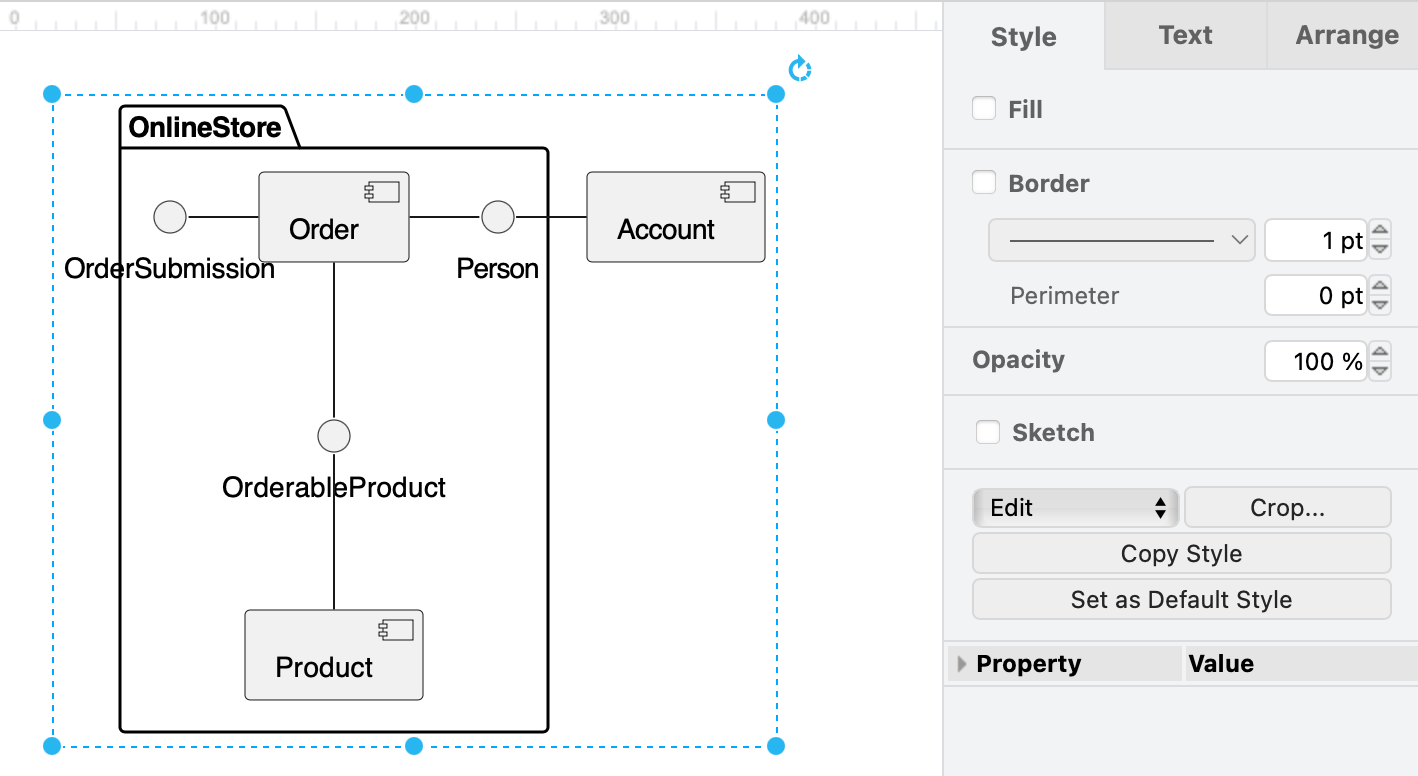 0 100 200 300 400
OnlineStore
Order
Account
OrderSubmission
Person
OrderableProduct
Product
Style Text Arrange
Fill
Border
1 pt
Perimeter 0 pt
Opacity 100 %
Sketch
Edit Crop...
Copy Style
Set as Default Style
Property Value